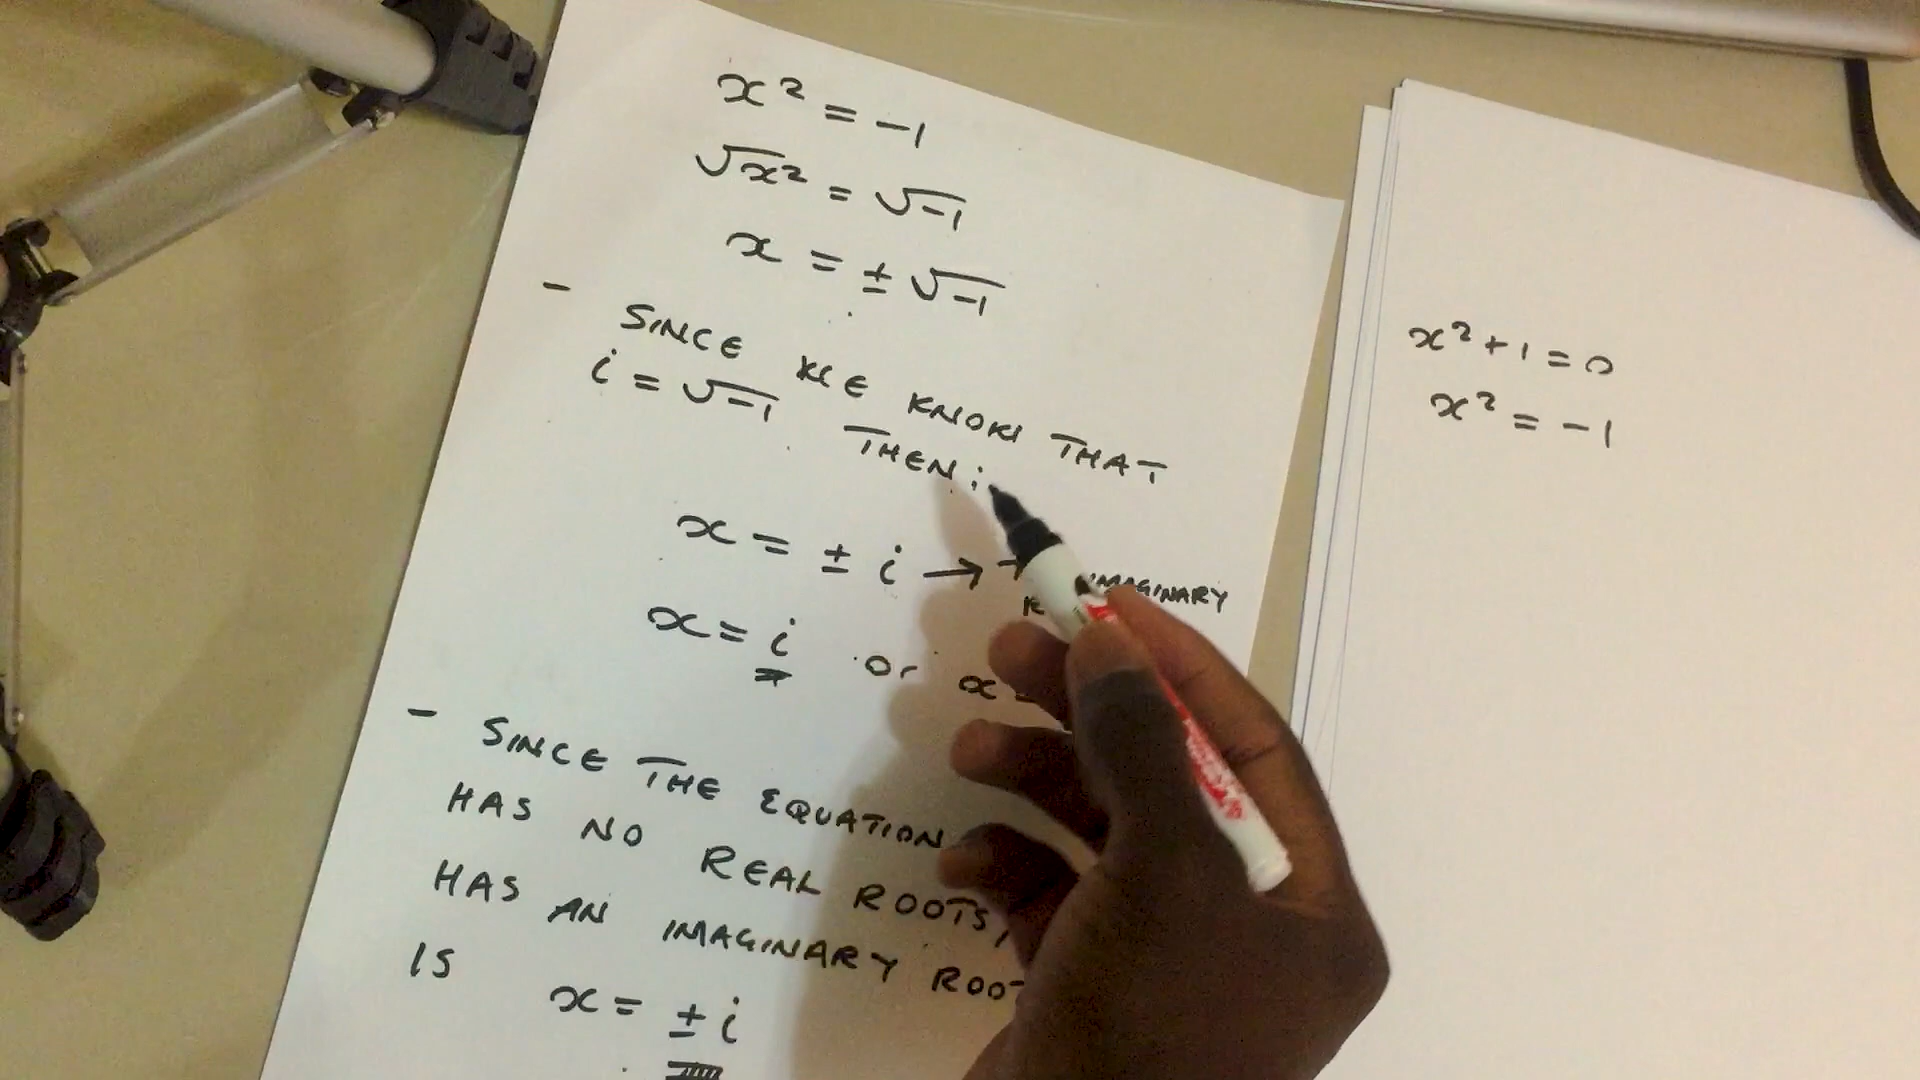 x² = -1
√x² = √-1
x = ± √-1
- SINCE WE KNOW THAT
i = √-1 THEN:
x = ± i → IMAGINARY
x = i or x =
- SINCE THE EQUATION
HAS NO REAL ROOTS,
HAS AN IMAGINARY
IS x = ± i
x² + 1 = 0
x² = -1